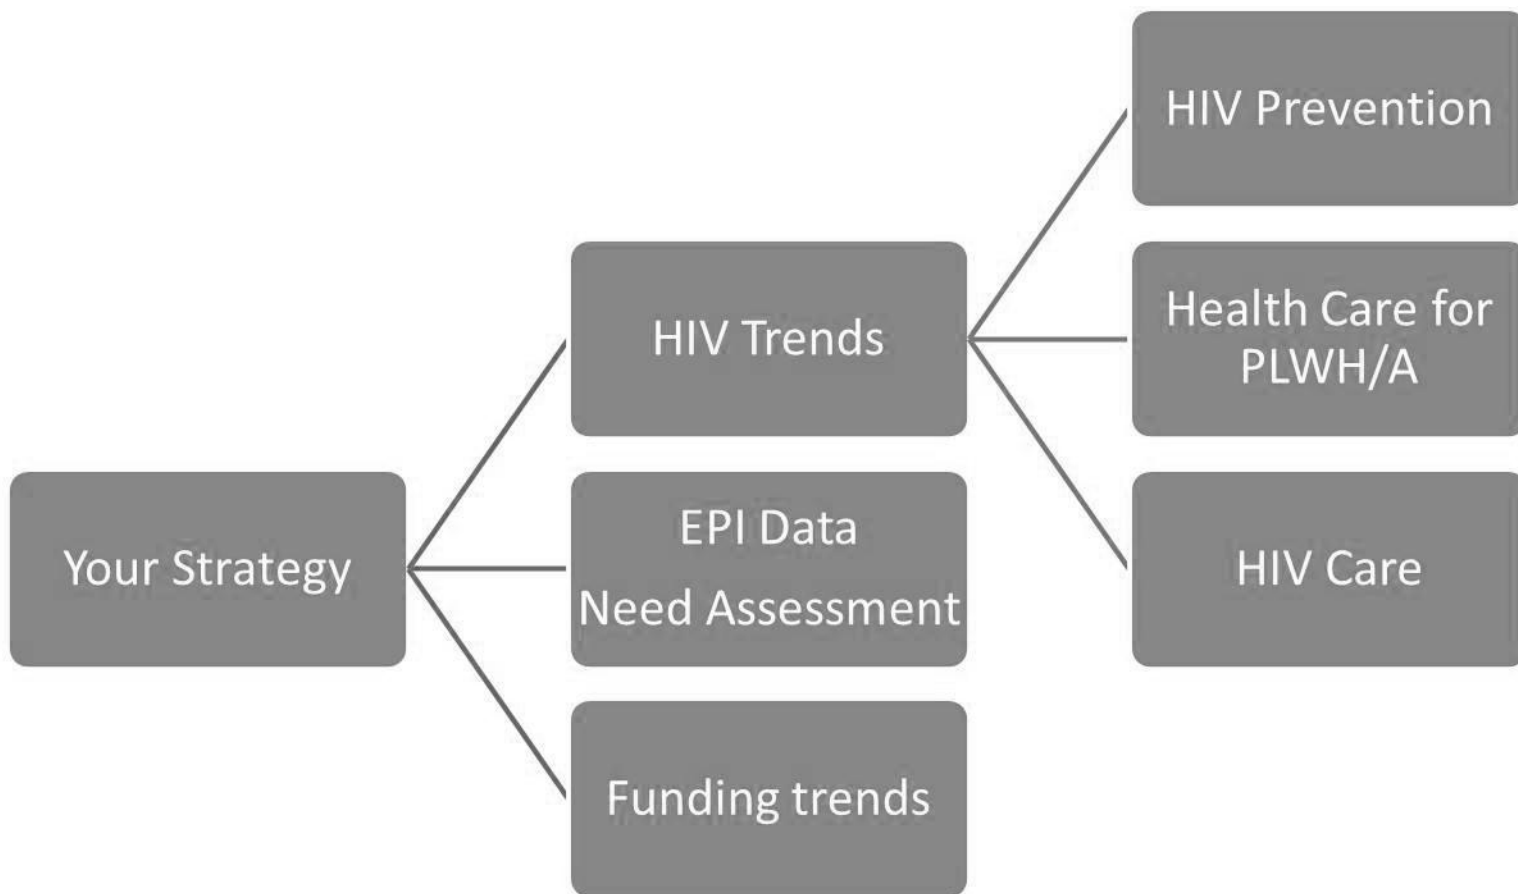 Your Strategy
HIV Trends
EPI Data
Need Assessment
Funding trends
HIV Prevention
Health Care for
PLWH/A
HIV Care